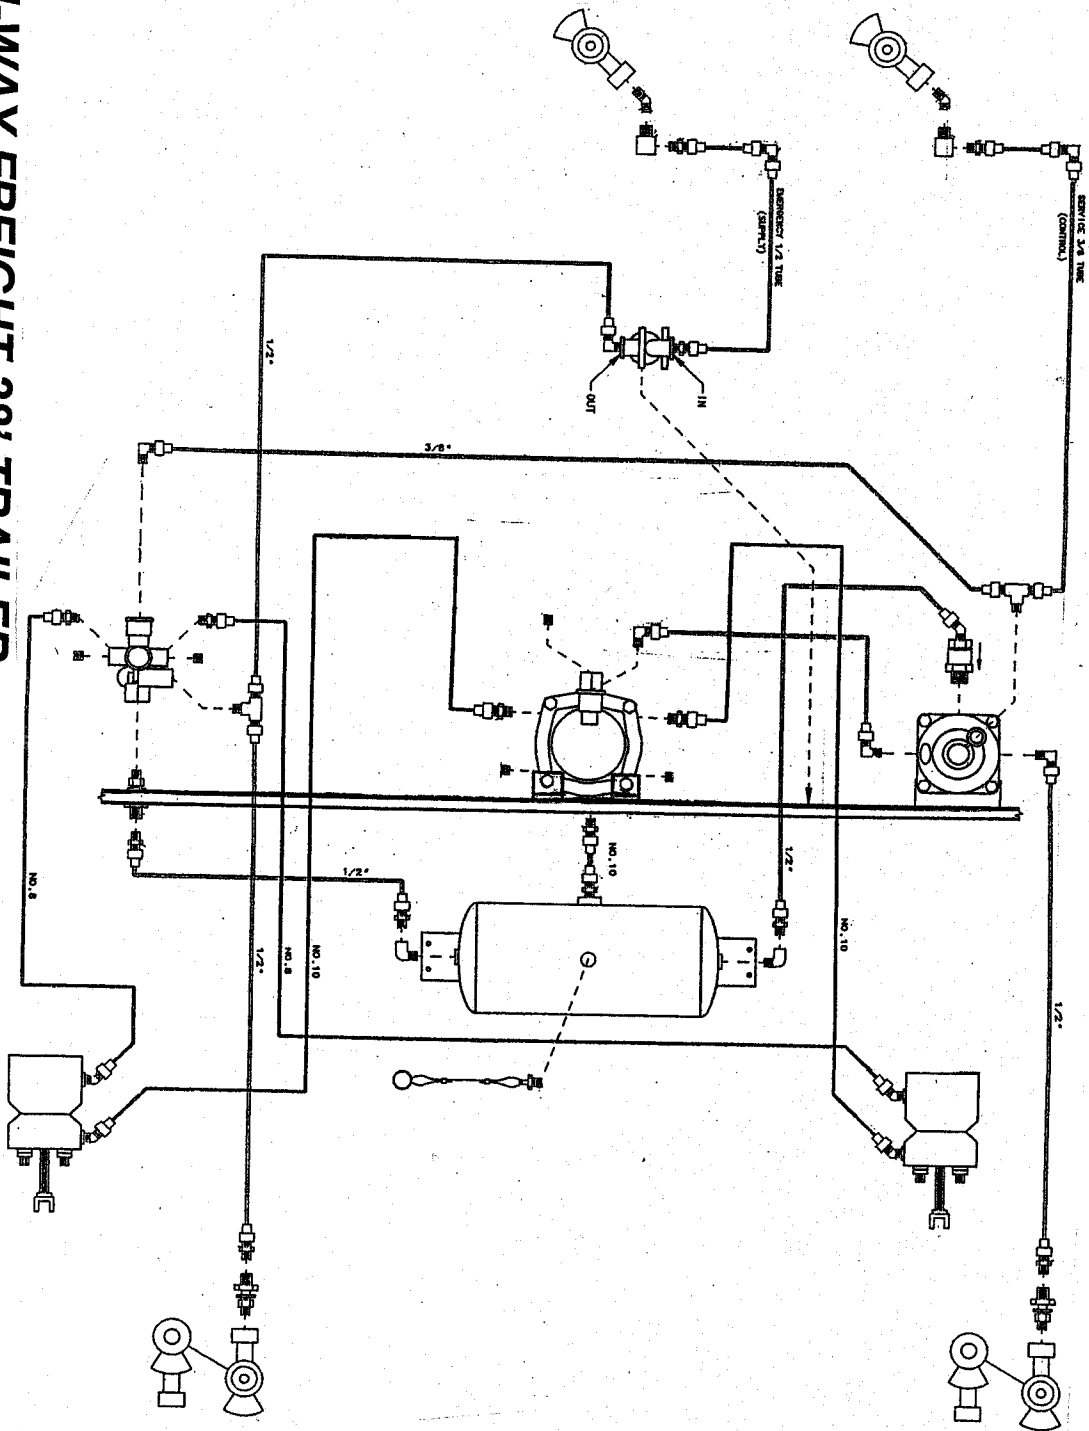 LWAY FREIGHT 28' TRAILER
SERVICE 3/8 TUBE
(CONTROL)
EMERGENCY 1/2 TUBE
(SUPPLY)
IN
OUT
1/2"
3/8"
NO.10
1/2"
1/2"
NO.10
NO.8
1/2"
NO.8
NO.10
1/2"